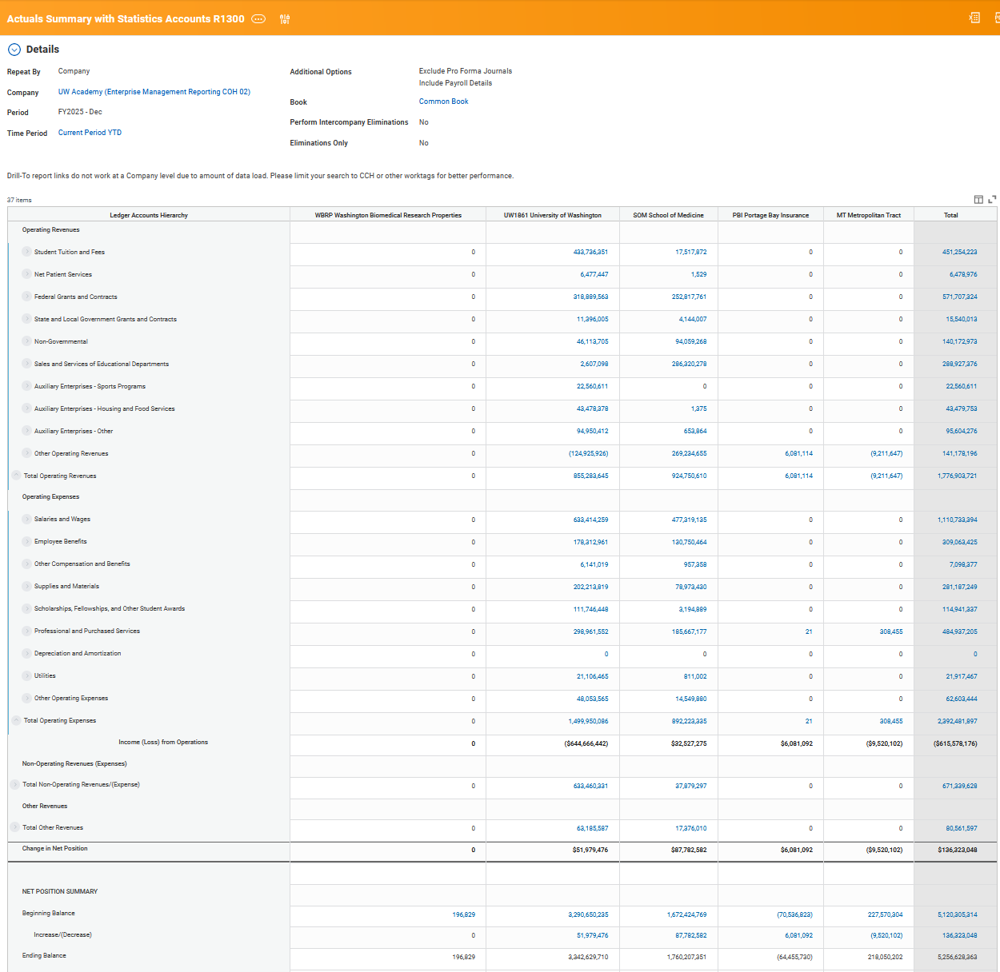 Actuals Summary with Statistics Accounts R1300
Details
Repeat By Company
Company UW Academy (Enterprise Management Reporting COH 02)
Period FY2025 - Dec
Time Period Current Period YTD
Additional Options Exclude Pro Forma Journals
Include Payroll Details
Book Common Book
Perform Intercompany Eliminations No
Eliminations Only No
Drill-To report links do not work at a Company level due to amount of data load. Please limit your search to CCH or other worktags for better performance.
37 items
Ledger Accounts Hierarchy WBRP Washington Biomedical Research Properties UW1861 University of Washington SOM School of Medicine PBI Portage Bay Insurance MT Metropolitan Tract Total
Operating Revenues
Student Tuition and Fees 0 433,736,351 17,517,872 0 0 451,254,223
Net Patient Services 0 6,477,447 1,529 0 0 6,478,976
Federal Grants and Contracts 0 318,889,563 252,817,761 0 0 571,707,324
State and Local Government Grants and Contracts 0 11,396,005 4,144,007 0 0 15,540,013
Non-Governmental 0 46,113,705 94,059,268 0 0 140,172,973
Sales and Services of Educational Departments 0 2,607,098 286,320,278 0 0 288,927,376
Auxiliary Enterprises - Sports Programs 0 22,560,611 0 0 0 22,560,611
Auxiliary Enterprises - Housing and Food Services 0 43,478,378 1,375 0 0 43,479,753
Auxiliary Enterprises - Other 0 94,950,412 653,864 0 0 95,604,276
Other Operating Revenues 0 (124,925,926) 269,234,655 6,081,114 (9,211,647) 141,178,196
Total Operating Revenues 0 855,283,645 924,750,610 6,081,114 (9,211,647) 1,776,903,721
Operating Expenses
Salaries and Wages 0 633,414,259 477,319,135 0 0 1,110,733,394
Employee Benefits 0 178,312,961 130,750,464 0 0 309,063,425
Other Compensation and Benefits 0 6,141,019 957,358 0 0 7,098,377
Supplies and Materials 0 202,213,819 78,973,430 0 0 281,187,249
Scholarships, Fellowships, and Other Student Awards 0 111,746,448 3,194,889 0 0 114,941,337
Professional and Purchased Services 0 298,961,552 185,667,177 21 308,455 484,937,205
Depreciation and Amortization 0 0 0 0 0 0
Utilities 0 21,106,465 811,002 0 0 21,917,467
Other Operating Expenses 0 48,053,565 14,549,880 0 0 62,603,444
Total Operating Expenses 0 1,499,950,086 892,223,335 21 308,455 2,392,481,897
Income (Loss) from Operations 0 ($644,666,442) $32,527,275 $6,081,092 ($9,520,102) ($615,578,176)
Non-Operating Revenues (Expenses)
Total Non-Operating Revenues/(Expense) 0 633,460,331 37,879,297 0 0 671,339,628
Other Revenues
Total Other Revenues 0 63,185,587 17,376,010 0 0 80,561,597
Change in Net Position 0 $51,979,476 $87,782,582 $6,081,092 ($9,520,102) $136,323,048
NET POSITION SUMMARY
Beginning Balance 196,829 3,290,650,235 1,672,424,769 (70,536,823) 227,570,304 5,120,305,314
Increase/(Decrease) 0 51,979,476 87,782,582 6,081,092 (9,520,102) 136,323,048
Ending Balance 196,829 3,342,629,710 1,760,207,351 (64,455,730) 218,050,202 5,256,628,363